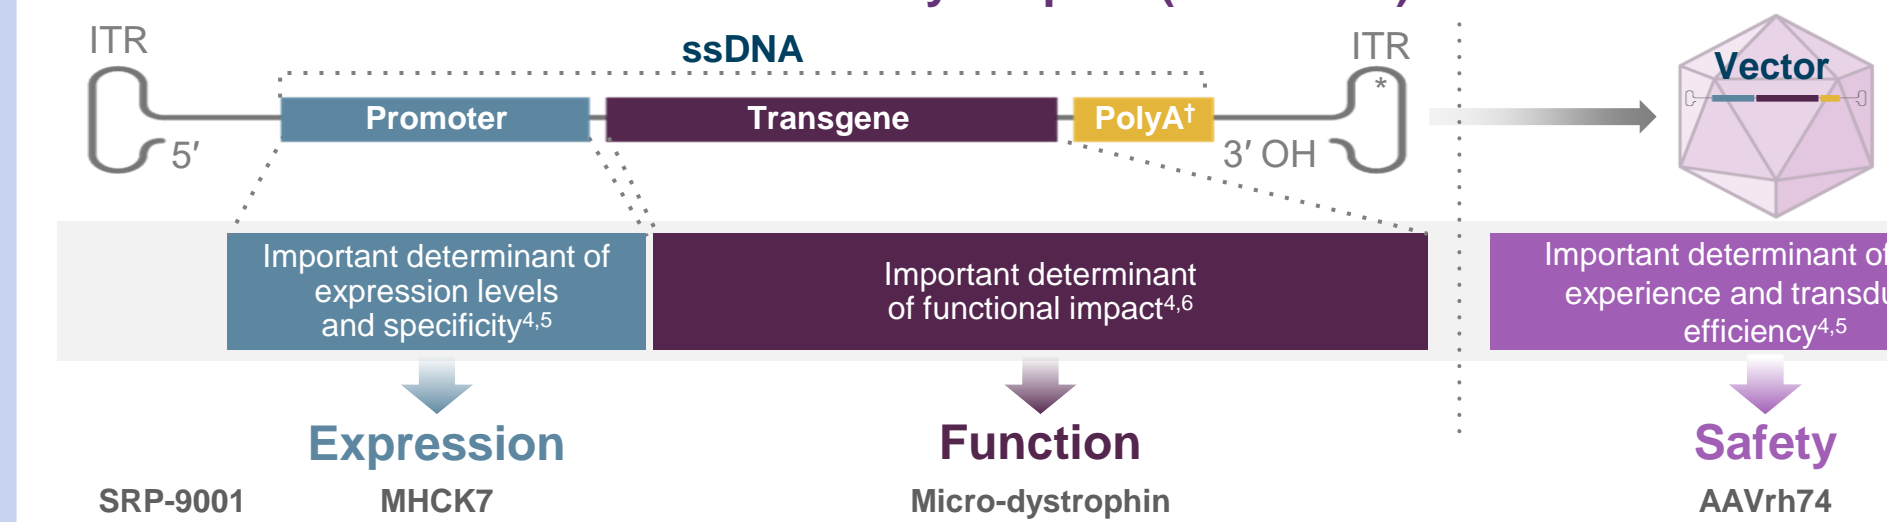 ITR
ssDNA
ITR
*
Vector
Promoter
Transgene
PolyA†
5′
3′ OH
Important determinant of
expression levels
and specificity4,5
Important determinant
of functional impact4,6
Important determinant of
experience and
efficiency4,5
Expression
Function
Safety
SRP-9001
MHCK7
Micro-dystrophin
AAVrh74